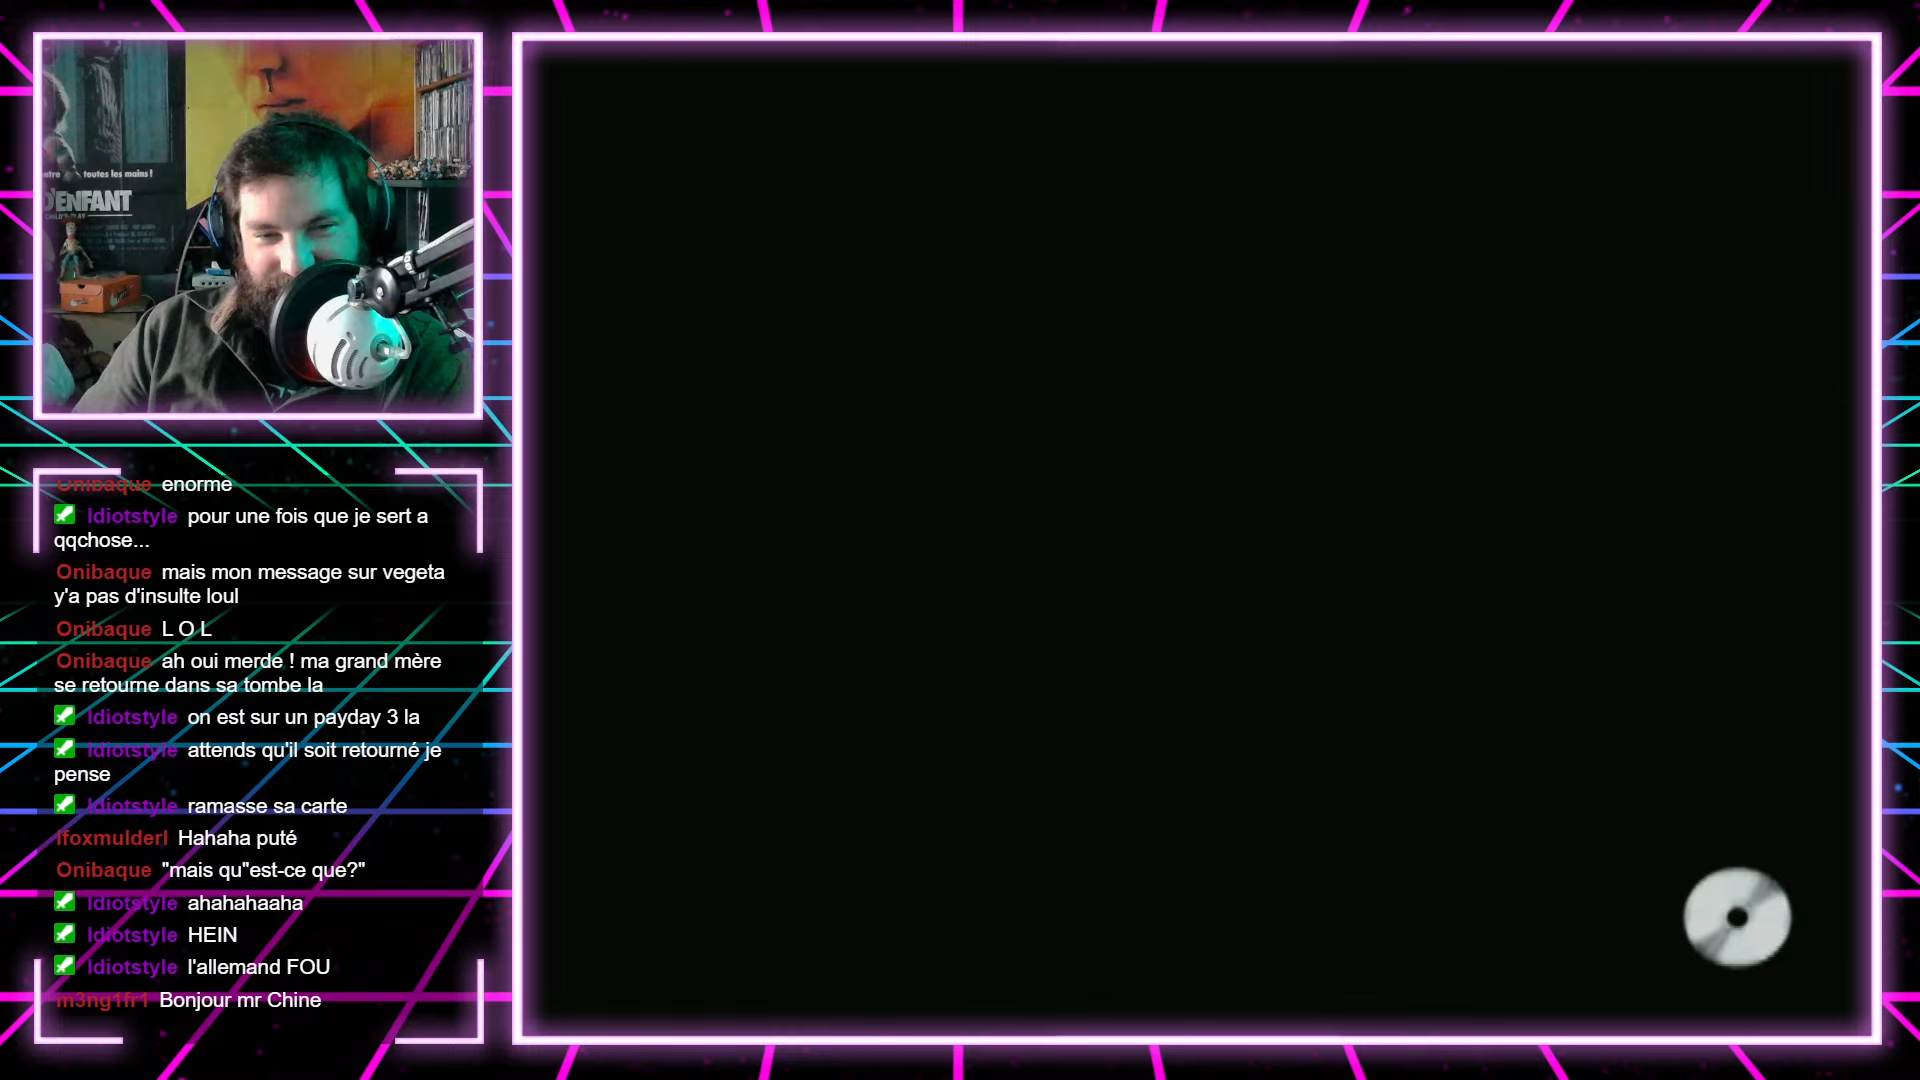 toutes les mains !
D'ENFANT
CHILD'S PLAY
Onibaque enorme
Idiotstyle pour une fois que je sert a
qqchose...
Onibaque mais mon message sur vegeta
y'a pas d'insulte loul
Onibaque L O L
Onibaque ah oui merde ! ma grand mère
se retourne dans sa tombe la
Idiotstyle on est sur un payday 3 la
Idiotstyle attends qu'il soit retourné je
pense
Idiotstyle ramasse sa carte
lfoxmulderl Hahaha puté
Onibaque "mais qu"est-ce que?"
Idiotstyle ahahahaaha
Idiotstyle HEIN
Idiotstyle l'allemand FOU
m3ng1fr1 Bonjour mr Chine